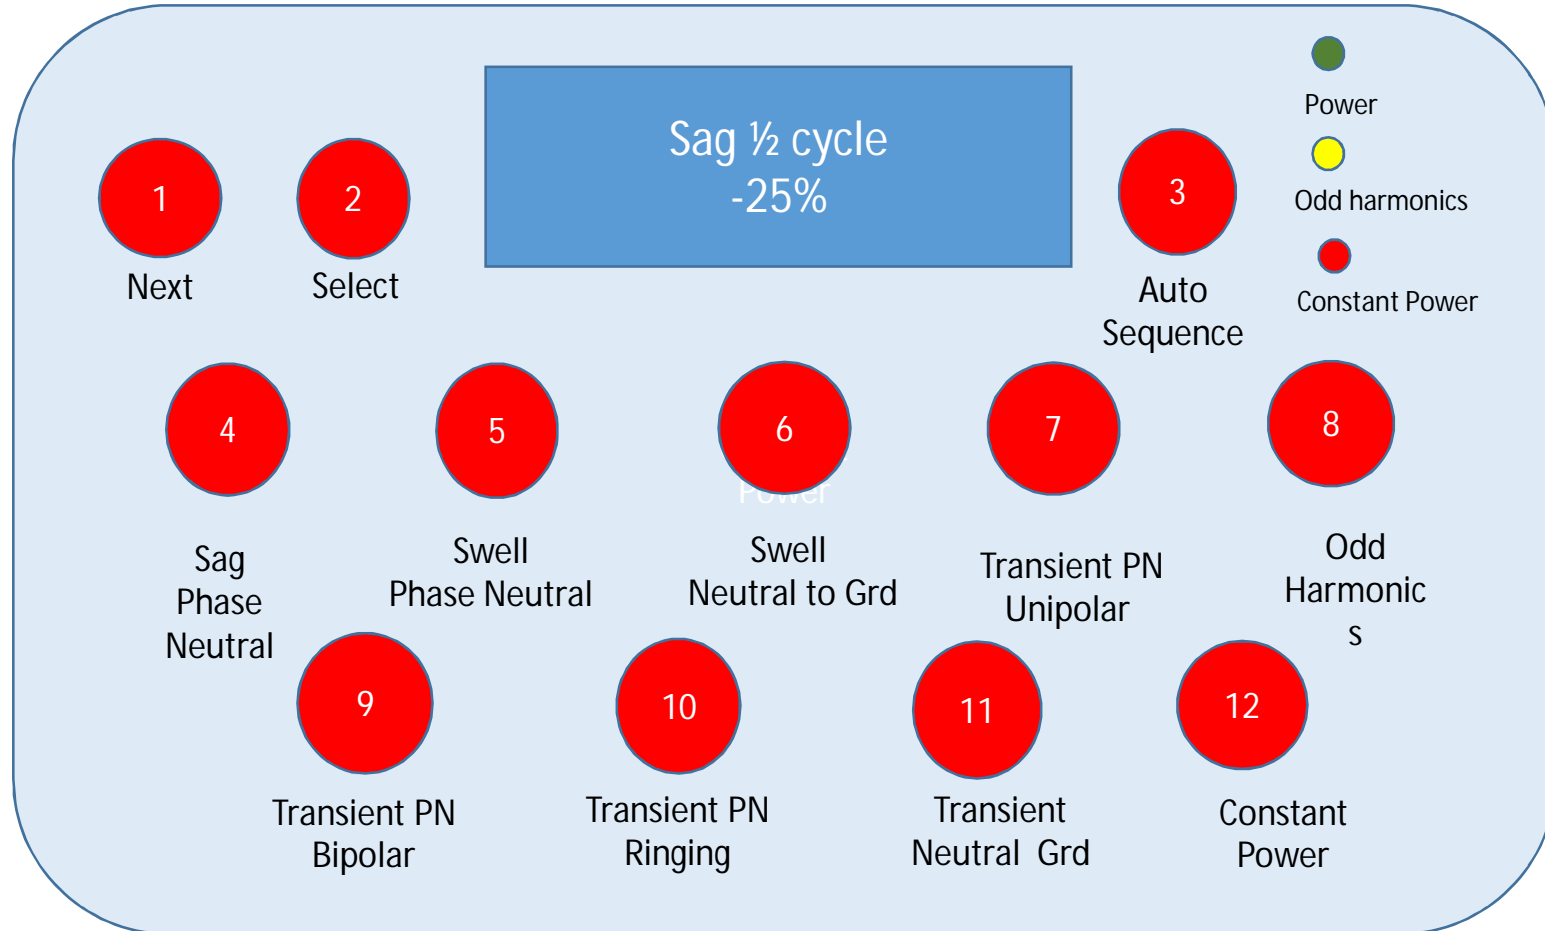 Power
Sag ½ cycle
-25%
1
2
3
Odd harmonics
Next
Select
Auto
Sequence
Constant Power
4
5
6
7
8
Power
Sag
Phase
Neutral
Swell
Phase Neutral
Swell
Neutral to Grd
Transient PN
Unipolar
Odd
Harmonic
s
9
10
11
12
Transient PN
Bipolar
Transient PN
Ringing
Transient
Neutral Grd
Constant
Power